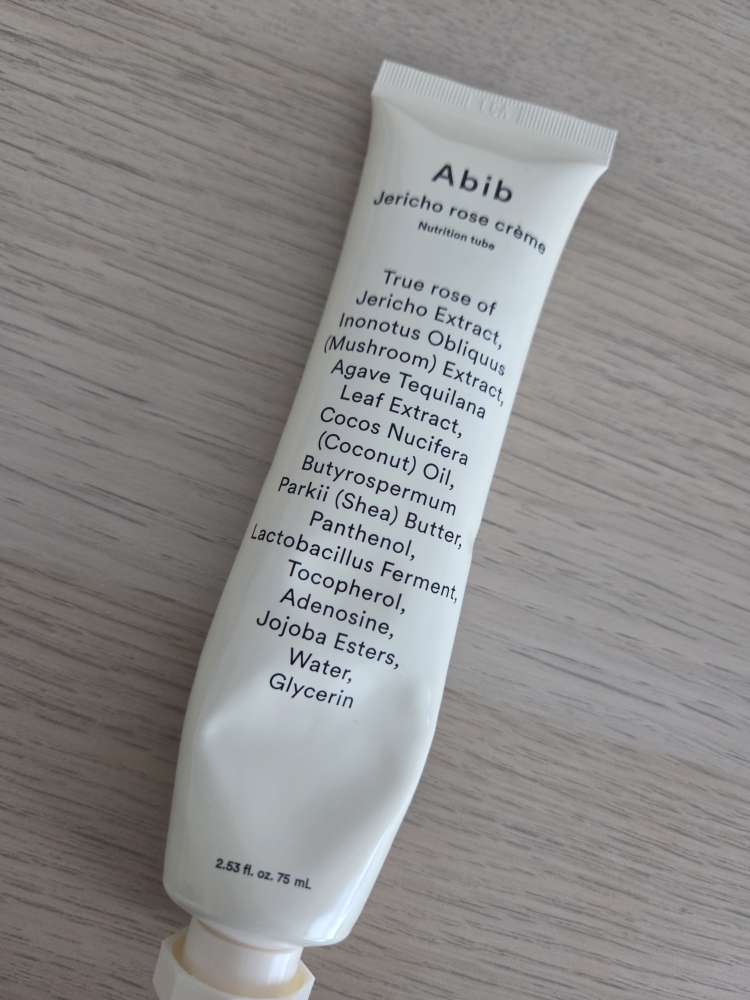 Abib
Jericho rose crème
Nutrition tube
True rose of
Jericho Extract,
Inonotus Obliquus
(Mushroom) Extract,
Agave Tequilana
Leaf Extract,
Cocos Nucifera
(Coconut) Oil,
Butyrospermum
Parkii (Shea) Butter,
Panthenol,
Lactobacillus Ferment,
Tocopherol,
Adenosine,
Jojoba Esters,
Water,
Glycerin
2.53 fl. oz. 75 mL